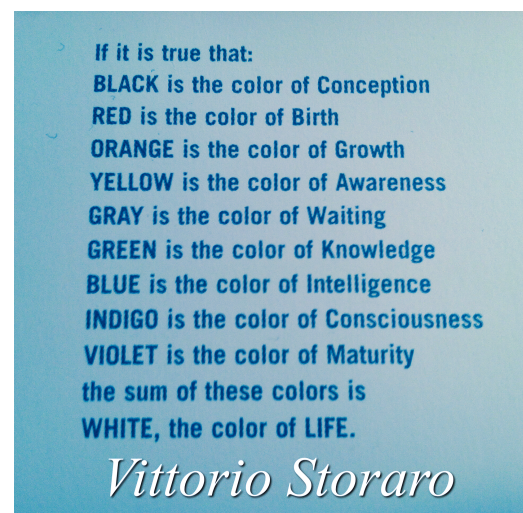 If it is true that:
BLACK is the color of Conception
RED is the color of Birth
ORANGE is the color of Growth
YELLOW is the color of Awareness
GRAY is the color of Waiting
GREEN is the color of Knowledge
BLUE is the color of Intelligence
INDIGO is the color of Consciousness
VIOLET is the color of Maturity
the sum of these colors is
WHITE, the color of LIFE.
Vittorio Storaro